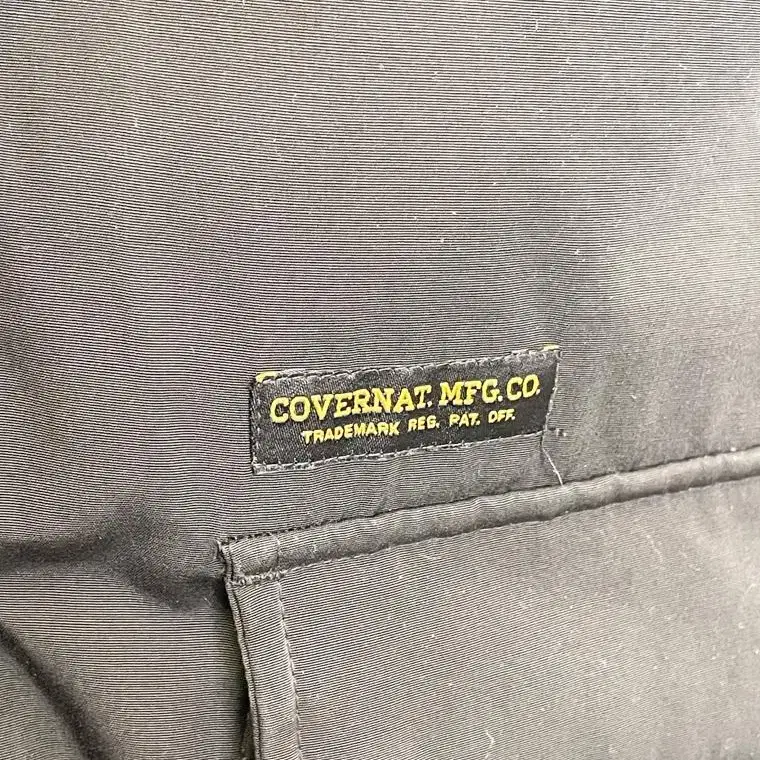 COVERNAT. MFG. CO.
TRADEMARK REG. PAT. OFF.